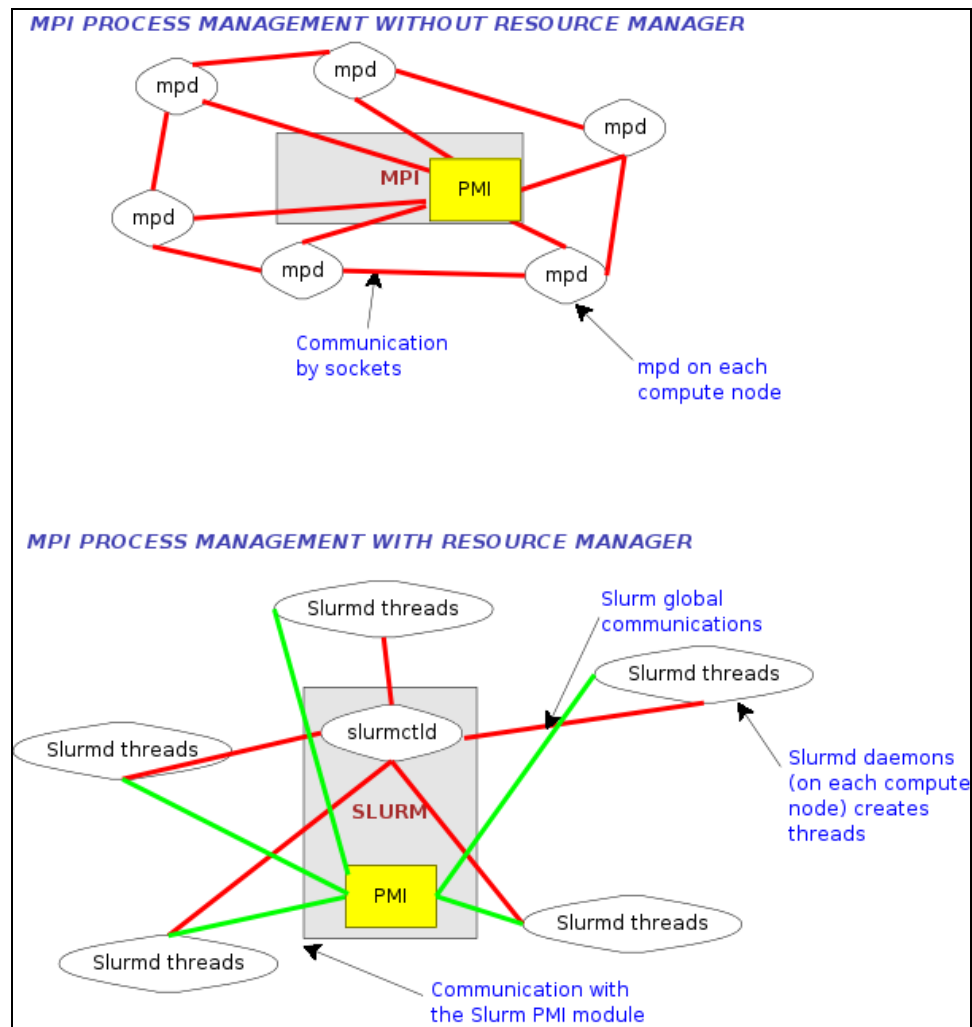 MPI PROCESS MANAGEMENT WITHOUT RESOURCE MANAGER
mpd
mpd
mpd
MPI
PMI
mpd
mpd
mpd
Communication
by sockets
mpd on each
compute node
MPI PROCESS MANAGEMENT WITH RESOURCE MANAGER
Slurmd threads
Slurm global
communications
Slurmd threads
slurmctld
Slurmd threads
Slurmd daemons
(on each compute
node) creates
threads
SLURM
PMI
Slurmd threads
Slurmd threads
Communication with
the Slurm PMI module